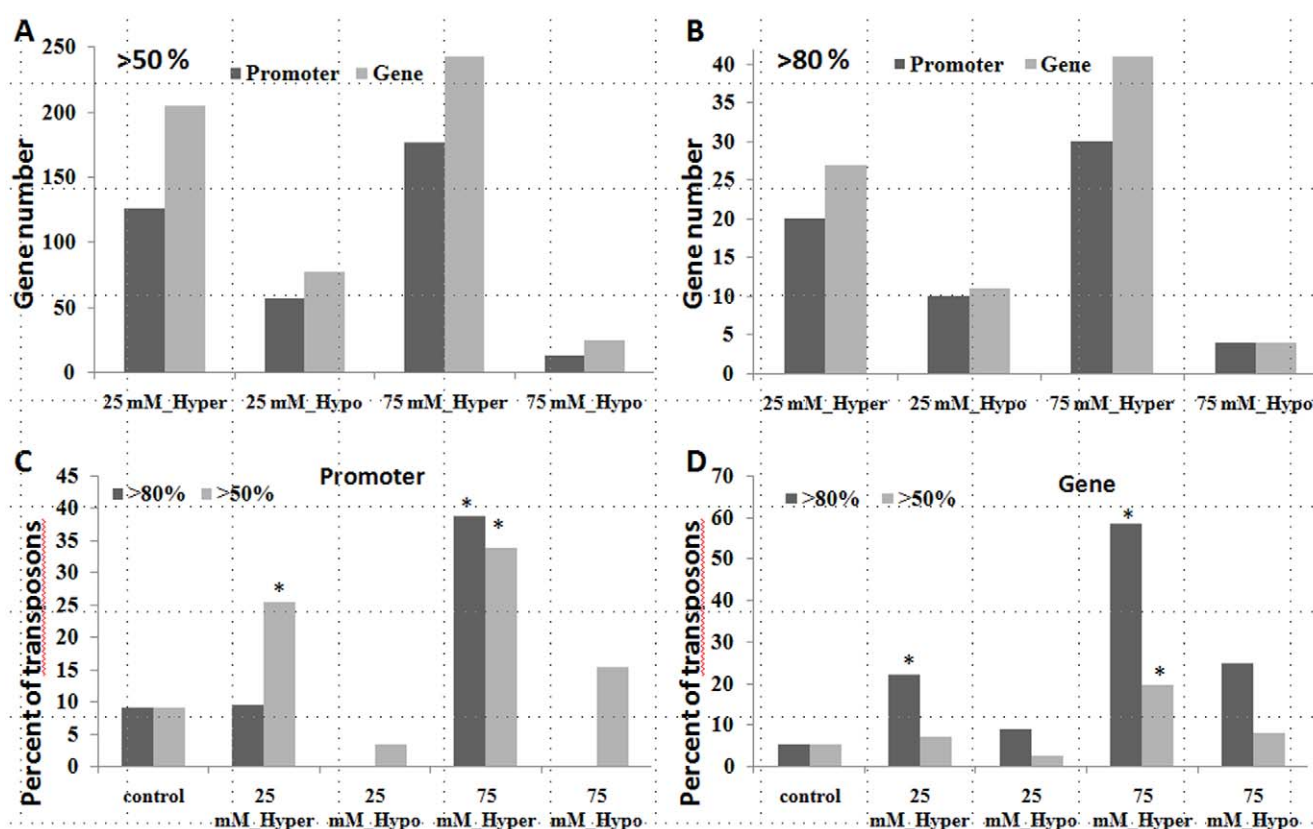 A
>50 %
Promoter Gene
Gene number
250
200
150
100
50
0
25 mM_Hyper 25 mM_Hypo 75 mM_Hyper 75 mM_Hypo
B
>80 %
Promoter Gene
Gene number
40
35
30
25
20
15
10
5
0
25 mM_Hyper 25 mM_Hypo 75 mM_Hyper 75 mM_Hypo
C
Promoter
>80% >50%
Percent of transposons
45
40
35
30
25
20
15
10
5
0
* * *
control 25 25 75 75
mM_Hyper mM_Hypo mM_Hyper mM_Hypo
D
Gene
>80% >50%
Percent of transposons
70
60
50
40
30
20
10
0
* * *
control 25 25 75 75
mM_Hyper mM_Hypo mM_Hyper mM_Hypo